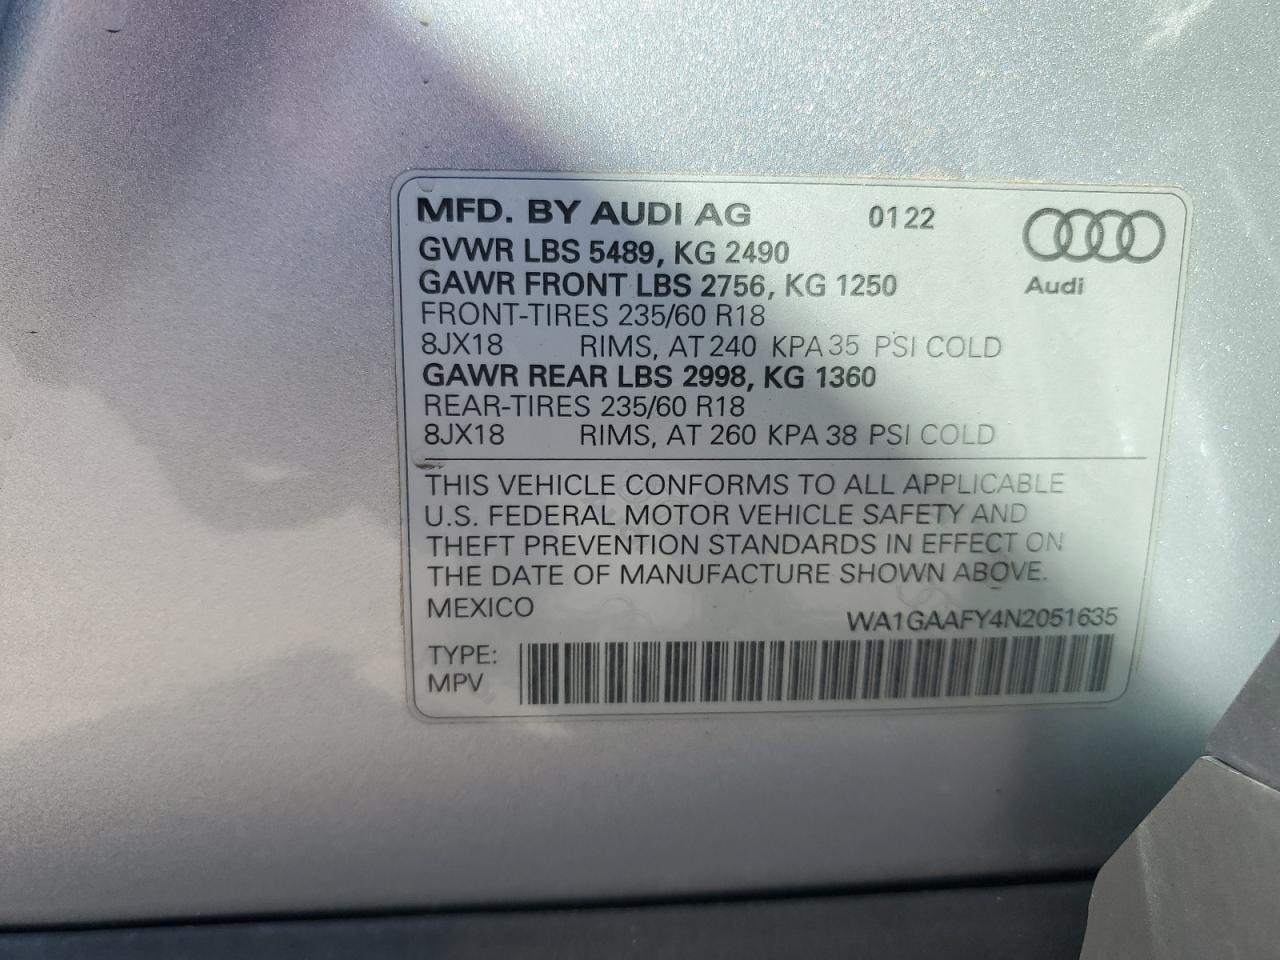 MFD. BY AUDI AG 0122
GVWR LBS 5489, KG 2490
GAWR FRONT LBS 2756, KG 1250
Audi
FRONT-TIRES 235/60 R18
8JX18 RIMS, AT 240 KPA 35 PSI COLD
GAWR REAR LBS 2998, KG 1360
REAR-TIRES 235/60 R18
8JX18 RIMS, AT 260 KPA 38 PSI COLD
THIS VEHICLE CONFORMS TO ALL APPLICABLE
U.S. FEDERAL MOTOR VEHICLE SAFETY AND
THEFT PREVENTION STANDARDS IN EFFECT ON
THE DATE OF MANUFACTURE SHOWN ABOVE.
MEXICO WA1GAAFY4N2051635
TYPE:
MPV